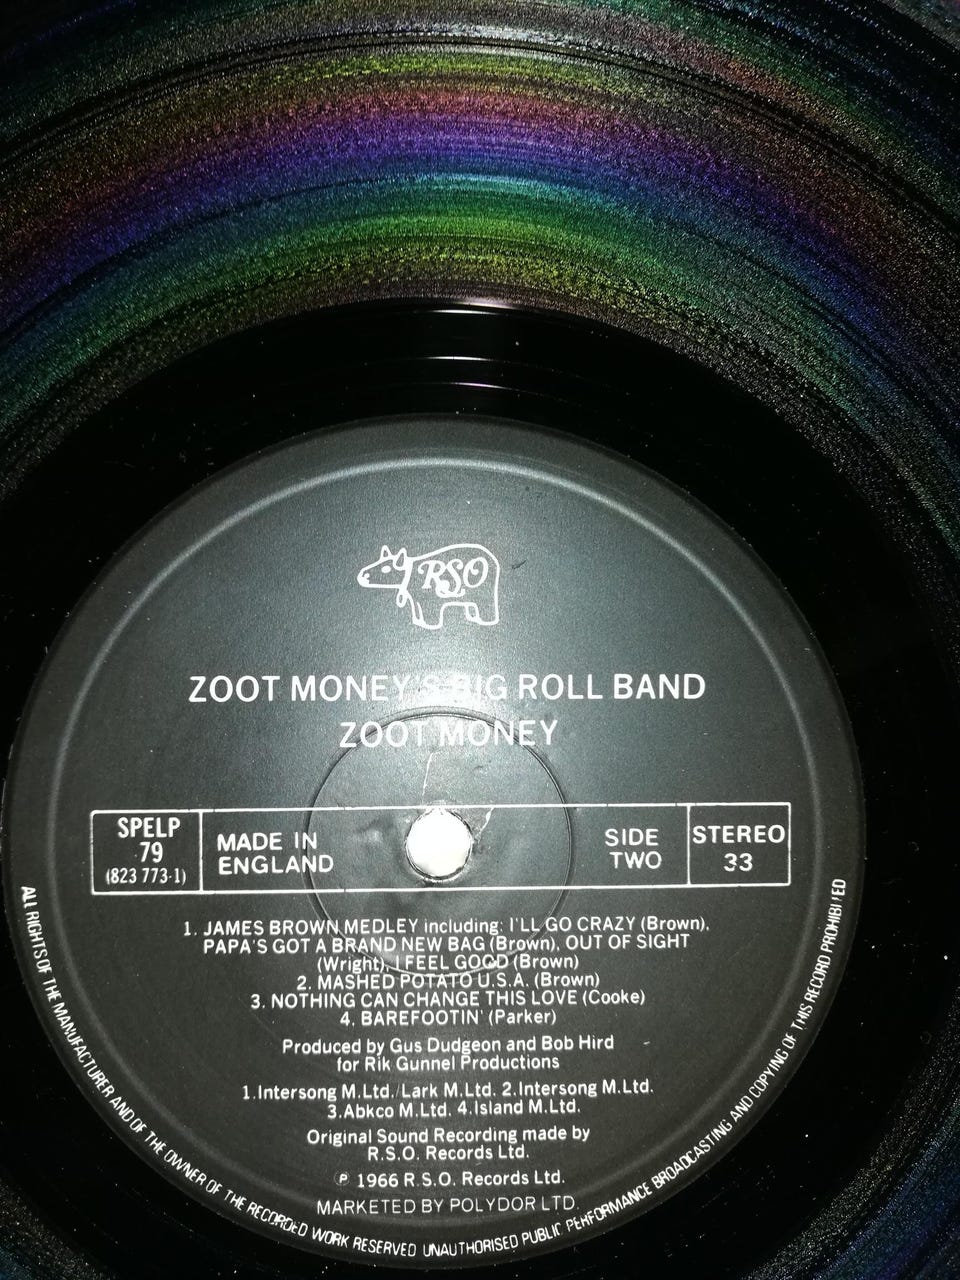 RSO
ZOOT MONEY'S BIG ROLL BAND
ZOOT MONEY
SPELP
79
(823 773-1)
MADE IN
ENGLAND
SIDE
TWO
STEREO
33
1. JAMES BROWN MEDLEY including: I'LL GO CRAZY (Brown),
PAPA'S GOT A BRAND NEW BAG (Brown), OUT OF SIGHT
(Wright), I FEEL GOOD (Brown)
2. MASHED POTATO U.S.A. (Brown)
3. NOTHING CAN CHANGE THIS LOVE (Cooke)
4. BAREFOOTIN' (Parker)
Produced by Gus Dudgeon and Bob Hird
for Rik Gunnel Productions
1.Intersong M.Ltd./Lark M.Ltd. 2.Intersong M.Ltd.
3.Abkco M.Ltd. 4.Island M.Ltd.
Original Sound Recording made by
R.S.O. Records Ltd.
℗ 1966 R.S.O. Records Ltd.
MARKETED BY POLYDOR LTD.
ALL RIGHTS OF THE MANUFACTURER AND OF THE OWNER OF THE RECORDED WORK RESERVED UNAUTHORISED PUBLIC PERFORMANCE BROADCASTING AND COPYING OF THIS RECORD PROHIBITED